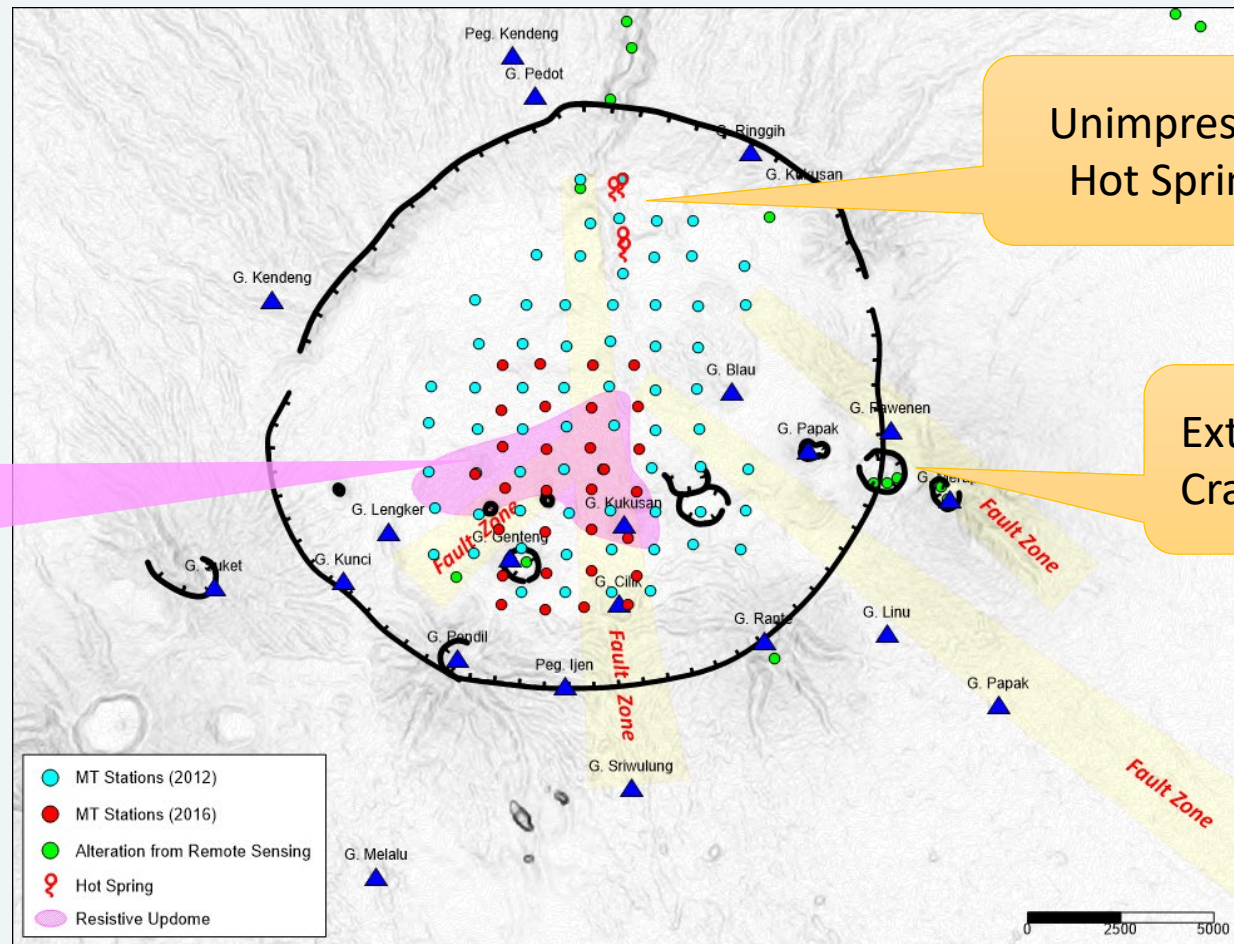 Peg. Kendeng
G. Pedot
G. Ringgih
G. Kukusan
Unimpres
Hot Sprin
G. Kendeng
G. Blau
G. Rawenen
G. Papak
Ext
Cra
G. Lengker
G. Kukusan
Fault Zone
G. Genteng
Fault Zone
G. Kunci
G. Cilik
G. Rante
G. Linu
G. Pendil
Fault Zone
Peg. Ijen
G. Papak
G. Sriwulung
Fault Zone
MT Stations (2012)
MT Stations (2016)
Alteration from Remote Sensing
Hot Spring
Resistive Updome
G. Melalu
0 2500 5000